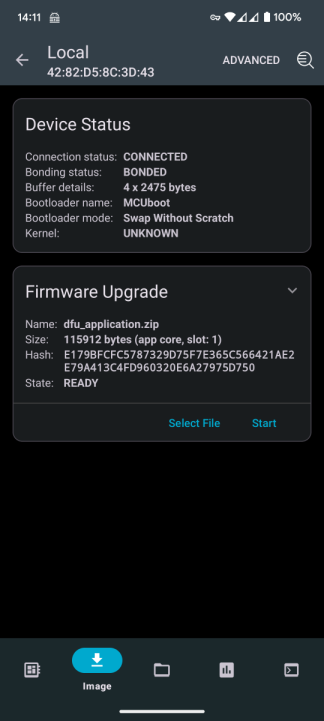 14:11
100%
Local
42:82:D5:8C:3D:43
ADVANCED
Device Status
Connection status: CONNECTED
Bonding status: BONDED
Buffer details: 4 x 2475 bytes
Bootloader name: MCUboot
Bootloader mode: Swap Without Scratch
Kernel: UNKNOWN
Firmware Upgrade
Name: dfu_application.zip
Size: 115912 bytes (app core, slot: 1)
Hash: E179BFCFC5787329D75F7E365C566421AE2
E79A413C4FD960320E6A27975D750
State: READY
Select File
Start
Image